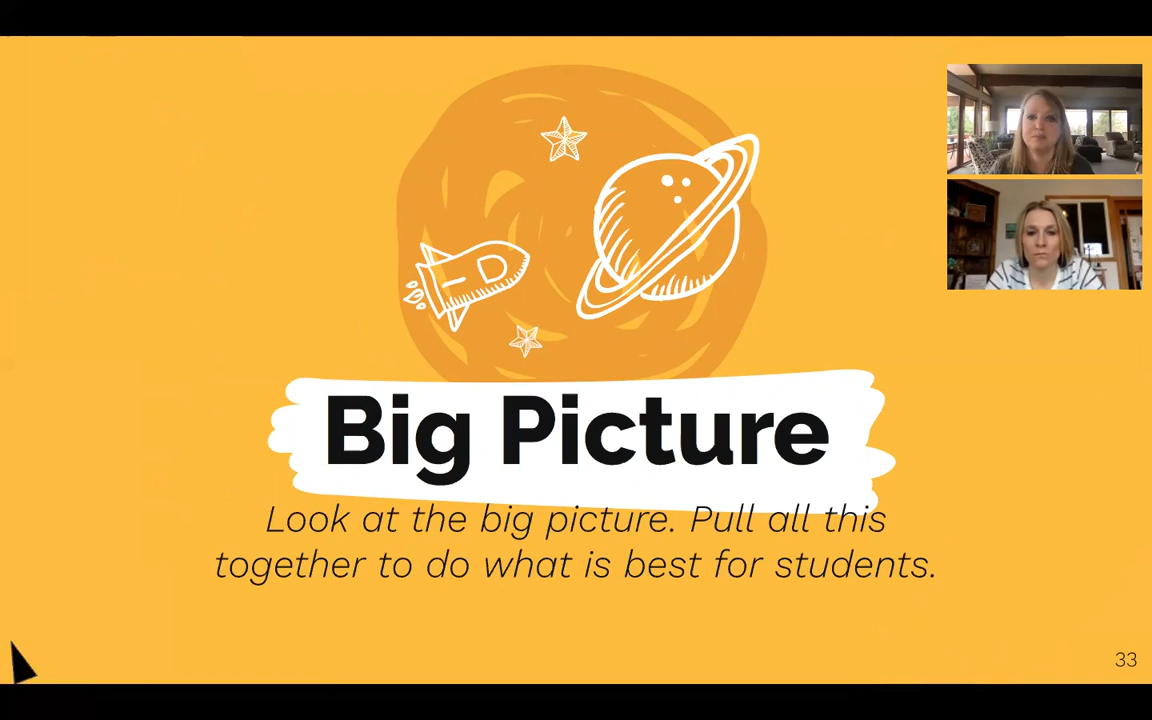 Big Picture
Look at the big picture. Pull all this
together to do what is best for students.
33